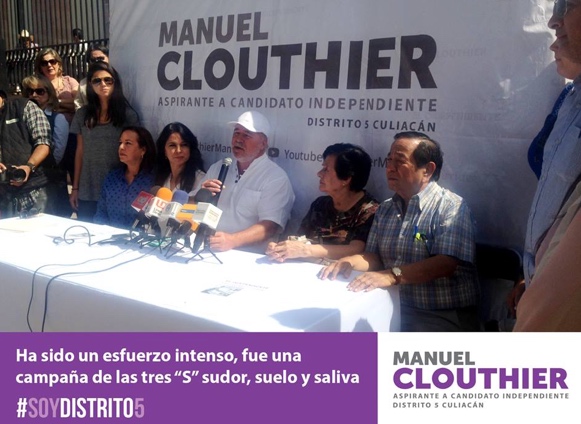 MANUEL
CLOUTHIER
ASPIRANTE A CANDIDATO INDEPENDIENTE
DISTRITO 5 CULIACÁN
Youtube
Ha sido un esfuerzo intenso, fue una
campaña de las tres “S” sudor, suelo y saliva
#SOYDISTRITO5
MANUEL
CLOUTHIER
ASPIRANTE A CANDIDATO INDEPENDIENTE
DISTRITO 5 CULIACÁN